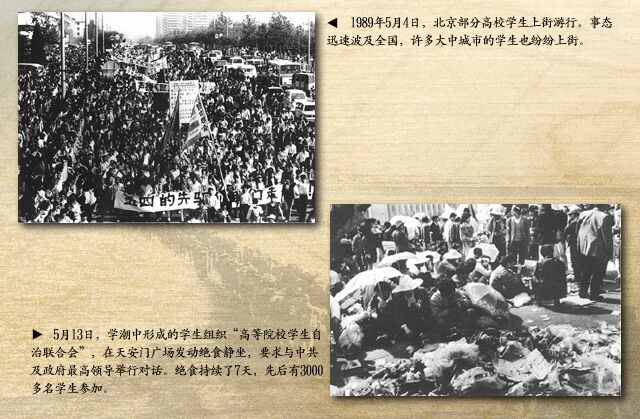 ◀ 1989年5月4日，北京部分高校学生上街游行。事态
迅速波及全国，许多大中城市的学生也纷纷上街。
五四的先驱
▶ 5月13日，学潮中形成的学生组织“高等院校学生自
治联合会”，在天安门广场发动绝食静坐，要求与中共
及政府最高领导举行对话。绝食持续了7天，先后有3000
多名学生参加。